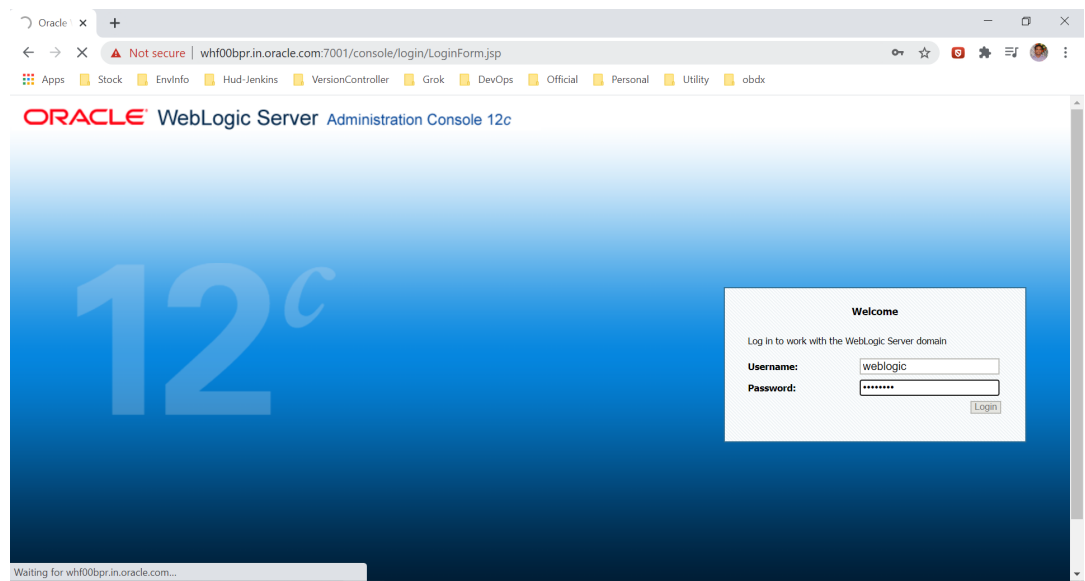 Oracle
Not secure | whf00bpr.in.oracle.com:7001/console/login/LoginForm.jsp
Apps Stock EnvInfo Hud-Jenkins VersionController Grok DevOps Official Personal Utility obdx
ORACLE WebLogic Server Administration Console 12c
12c
Welcome
Log in to work with the WebLogic Server domain
Username: weblogic
Password: ••••••••
Login
Waiting for whf00bpr.in.oracle.com...